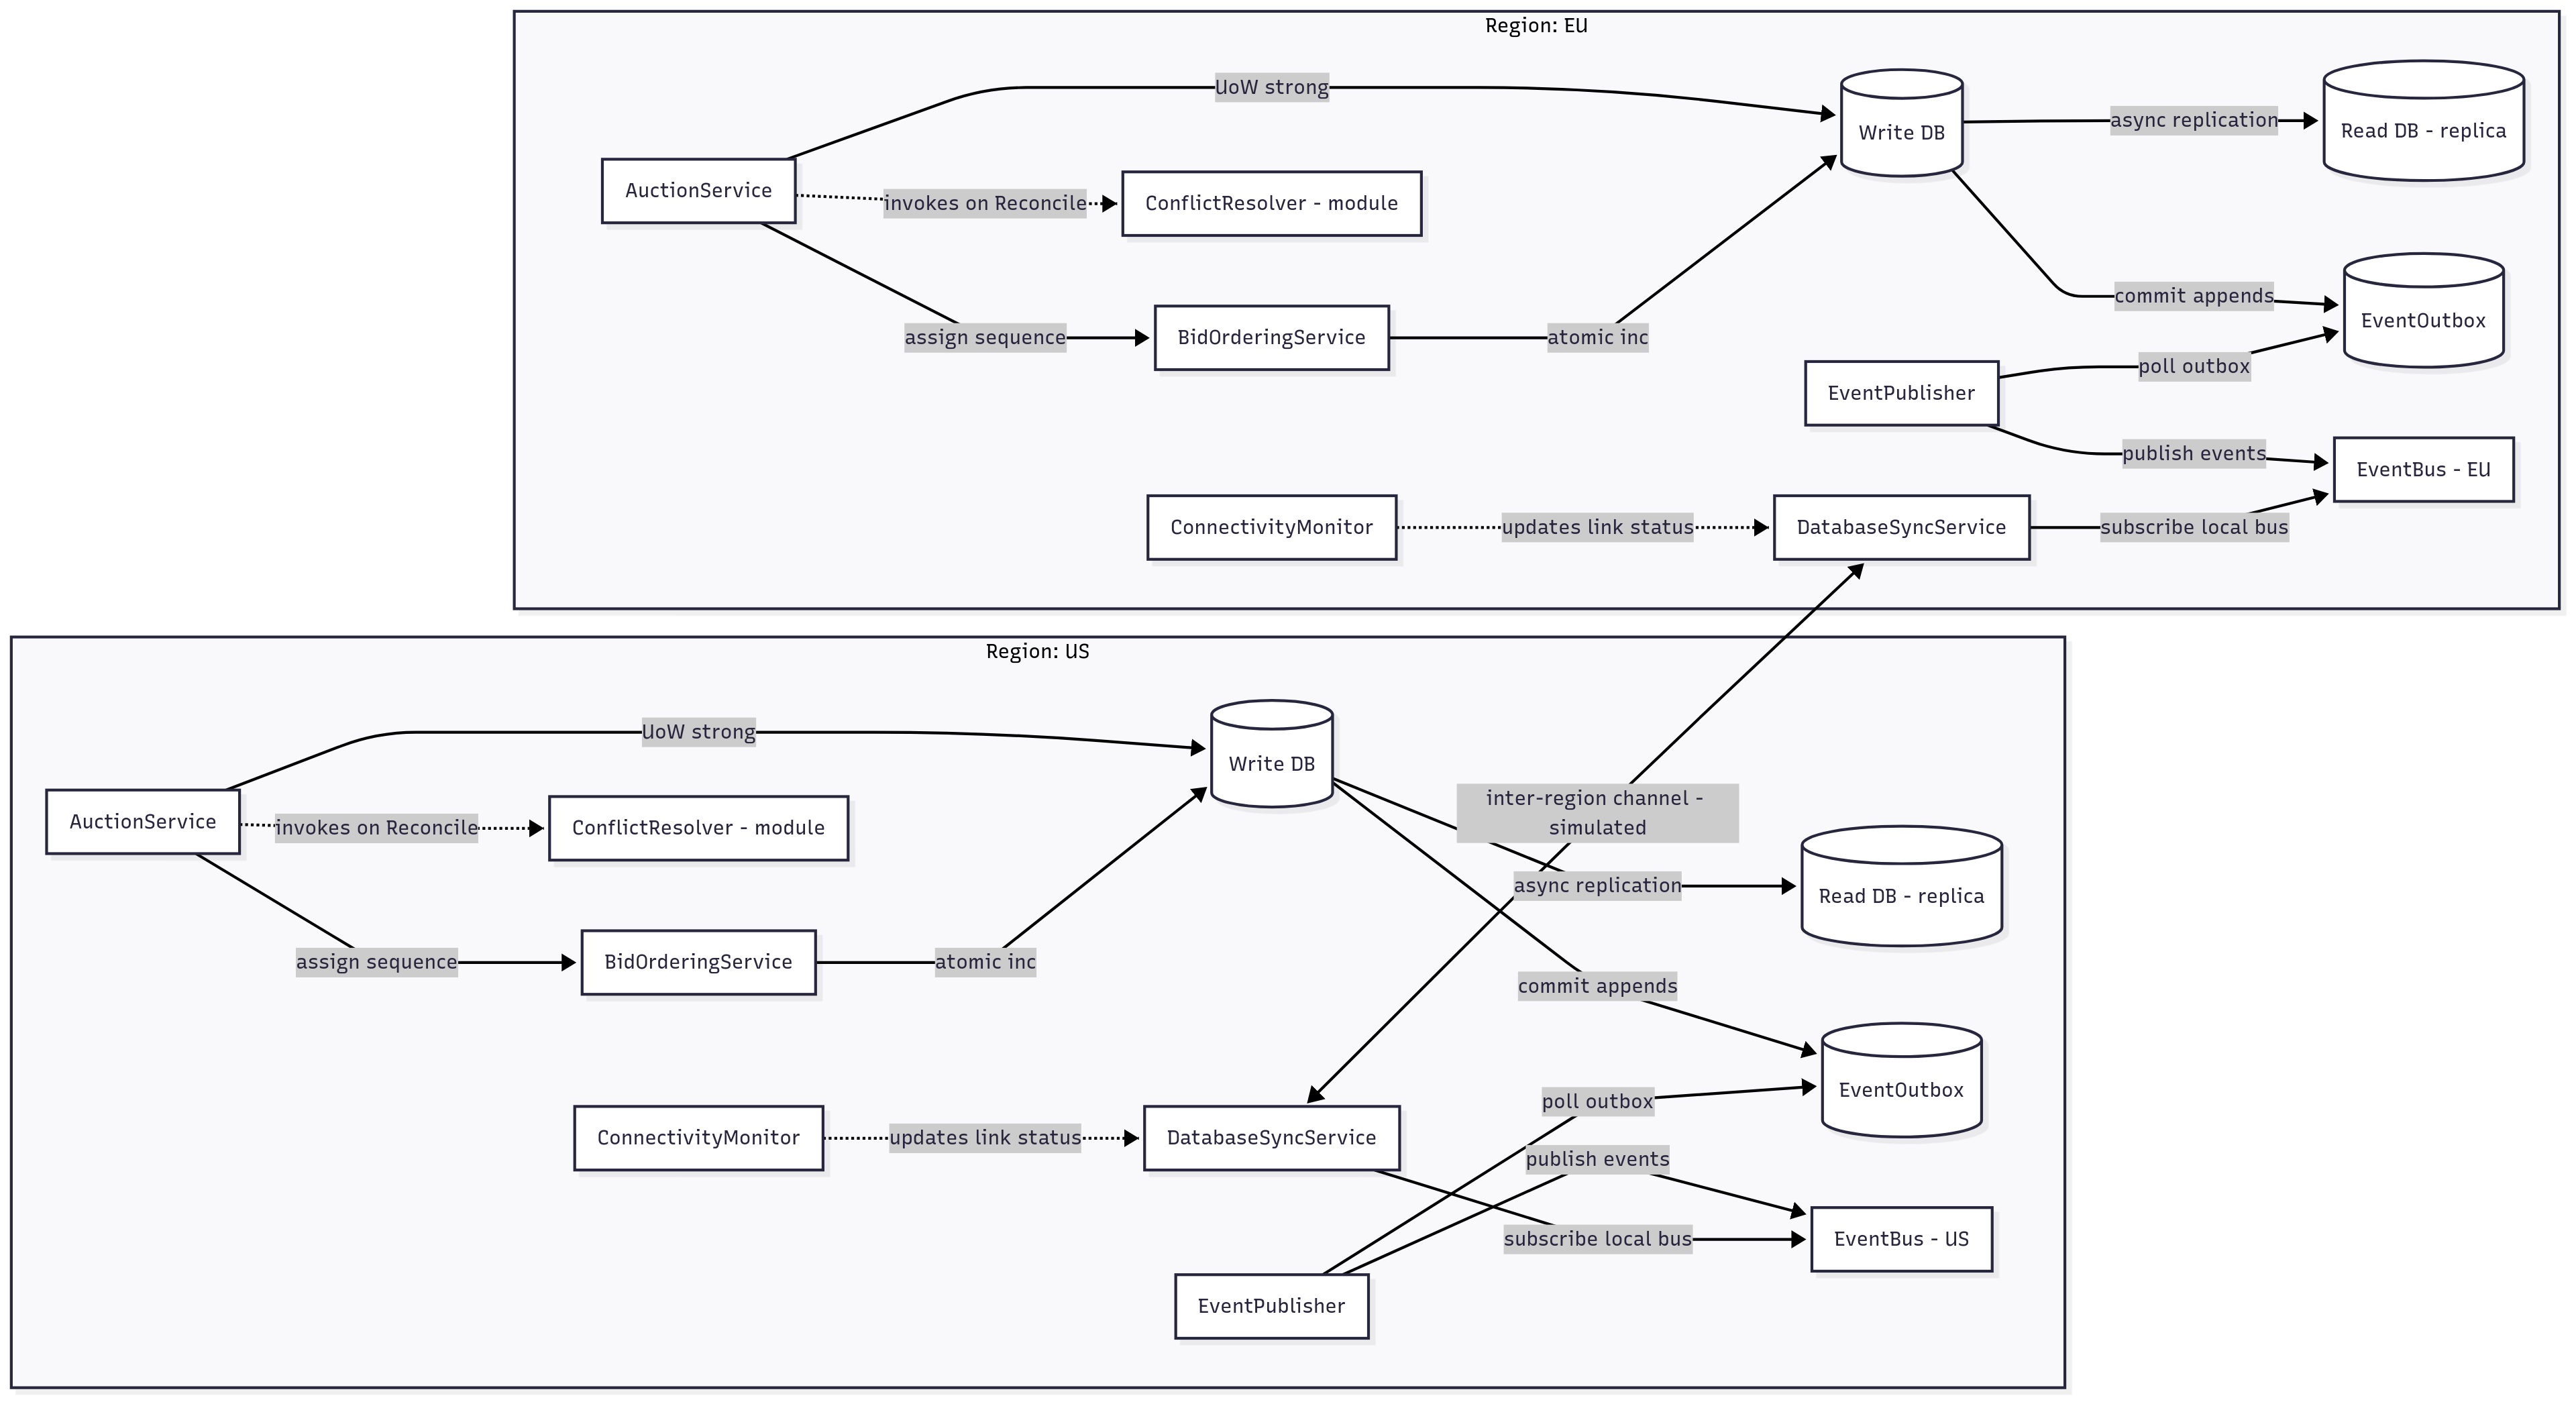 Region: EU
UoW strong
Write DB
async replication
Read DB - replica
AuctionService
invokes on Reconcile
ConflictResolver - module
commit appends
EventOutbox
assign sequence
BidOrderingService
atomic inc
poll outbox
EventPublisher
publish events
EventBus - EU
ConnectivityMonitor
updates link status
DatabaseSyncService
subscribe local bus
Region: US
UoW strong
Write DB
inter-region channel -
simulated
AuctionService
invokes on Reconcile
ConflictResolver - module
async replication
Read DB - replica
assign sequence
BidOrderingService
atomic inc
commit appends
EventOutbox
poll outbox
ConnectivityMonitor
updates link status
DatabaseSyncService
publish events
subscribe local bus
EventBus - US
EventPublisher